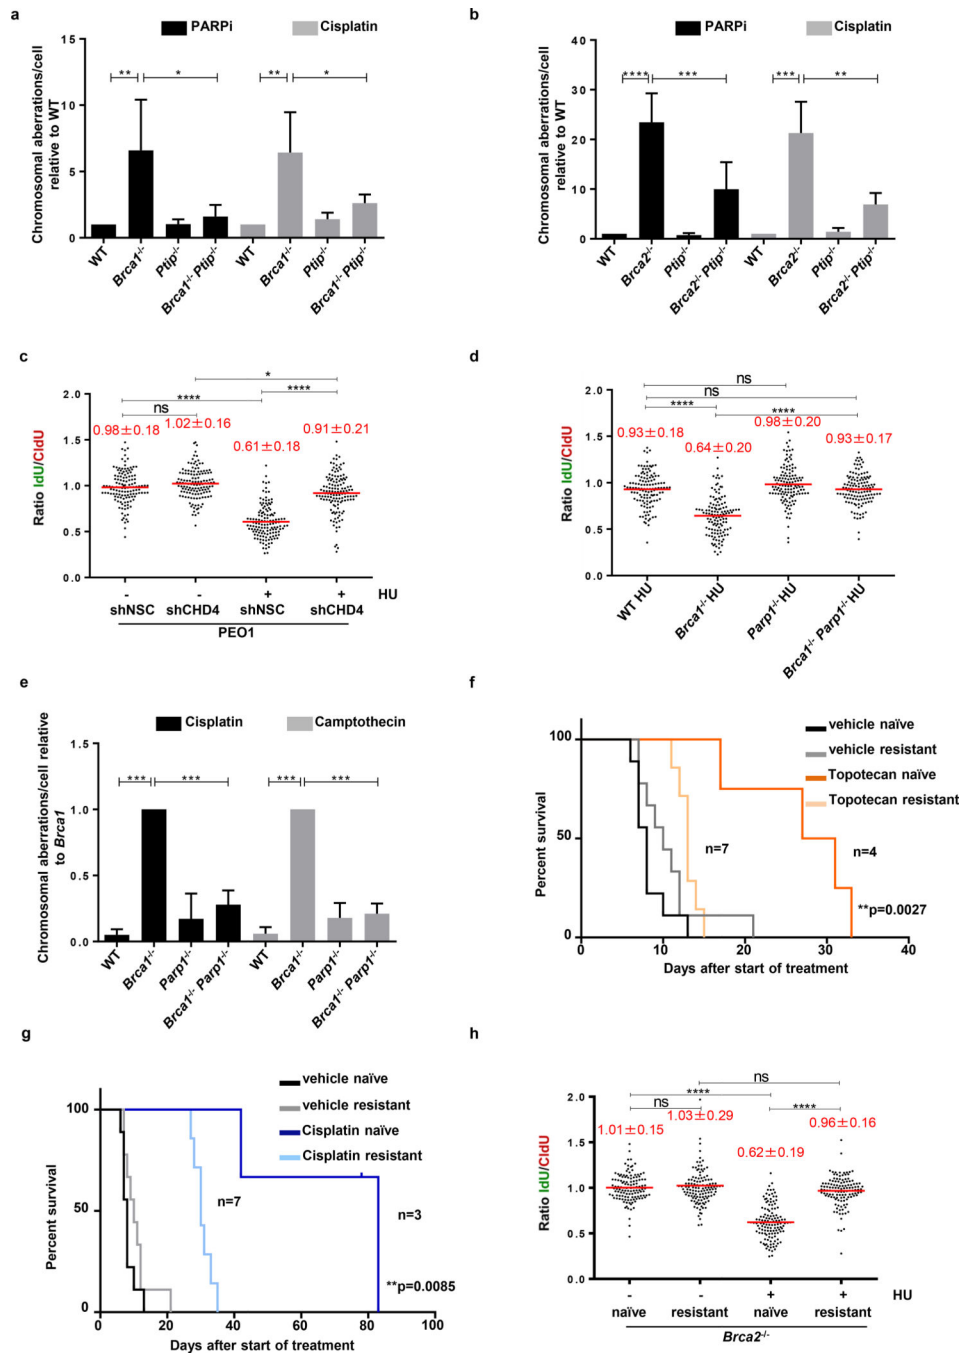 a
PARPi
Cisplatin
Chromosomal aberrations/cell
relative to WT
15
10
5
0
**
*
**
*
WT
Brca1-/-
Ptip-/-
Brca1-/- Ptip-/-
WT
Brca1-/-
Ptip-/-
Brca1-/- Ptip-/-
b
PARPi
Cisplatin
Chromosomal aberrations/cell
relative to WT
40
30
20
10
0
****
***
***
**
WT
Brca2-/-
Ptip-/-
Brca2-/- Ptip-/-
WT
Brca2-/-
Ptip-/-
Brca2-/- Ptip-/-
c
Ratio IdU/CldU
2.0
1.5
1.0
0.5
0.0
*
****
****
ns
0.98±0.18
1.02±0.16
0.61±0.18
0.91±0.21
- - + + HU
shNSC shCHD4 shNSC shCHD4
PEO1
d
Ratio IdU/CldU
2.0
1.5
1.0
0.5
0.0
ns
ns
****
****
0.93±0.18
0.64±0.20
0.98±0.20
0.93±0.17
WT HU
Brca1-/- HU
Parp1-/- HU
Brca1-/- Parp1-/- HU
e
Cisplatin
Camptothecin
Chromosomal aberrations/cell relative
to Brca1
1.5
1.0
0.5
0.0
***
***
***
***
WT
Brca1-/-
Parp1-/-
Brca1-/- Parp1-/-
WT
Brca1-/-
Parp1-/-
Brca1-/- Parp1-/-
f
vehicle naïve
vehicle resistant
Topotecan naïve
Topotecan resistant
Percent survival
100
50
0
n=7
n=4
**p=0.0027
0 10 20 30 40
Days after start of treatment
g
vehicle naïve
vehicle resistant
Cisplatin naïve
Cisplatin resistant
Percent survival
100
50
0
n=7
n=3
**p=0.0085
0 20 40 60 80 100
Days after start of treatment
h
Ratio IdU/CldU
2.0
1.5
1.0
0.5
0.0
ns
****
ns
****
1.01±0.15
1.03±0.29
0.62±0.19
0.96±0.16
- - + + HU
naïve resistant naïve resistant
Brca2-/-